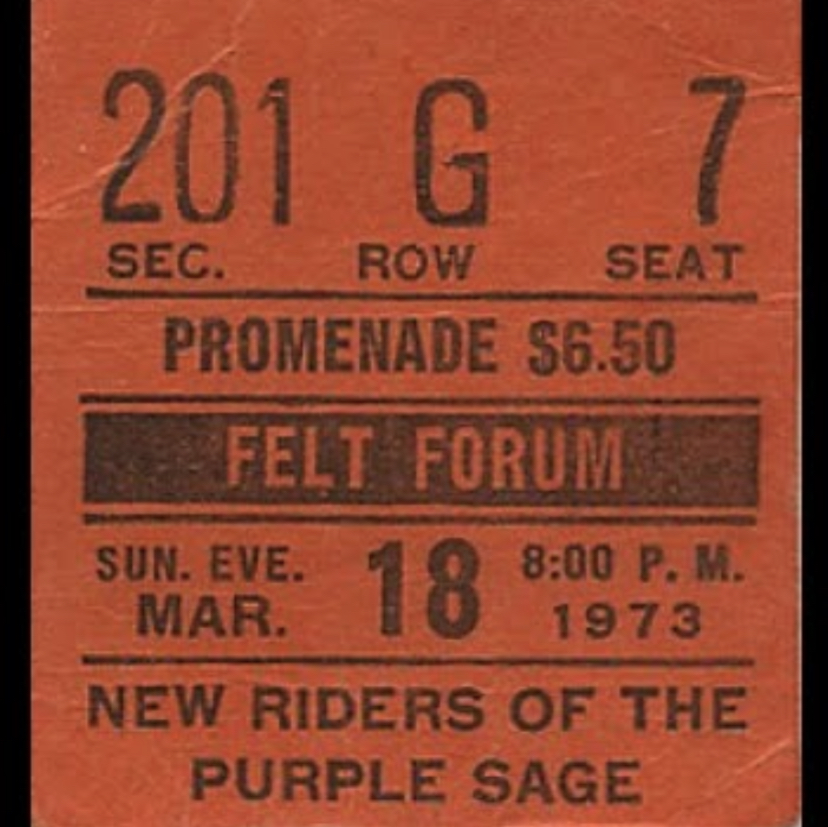 201 G 7
SEC. ROW SEAT
PROMENADE $6.50
FELT FORUM
SUN. EVE. 18 8:00 P. M.
MAR. 1973
NEW RIDERS OF THE
PURPLE SAGE